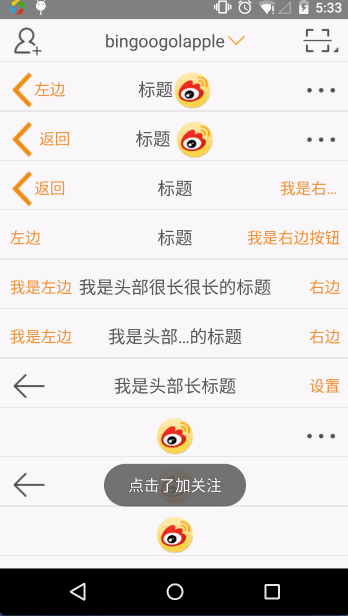 5:33
bingoogolapple
左边 标题
返回 标题
返回 标题 我是右...
左边 标题 我是右边按钮
我是左边 我是头部很长很长的标题 右边
我是左边 我是头部...的标题 右边
我是头部长标题 设置
点击了加关注